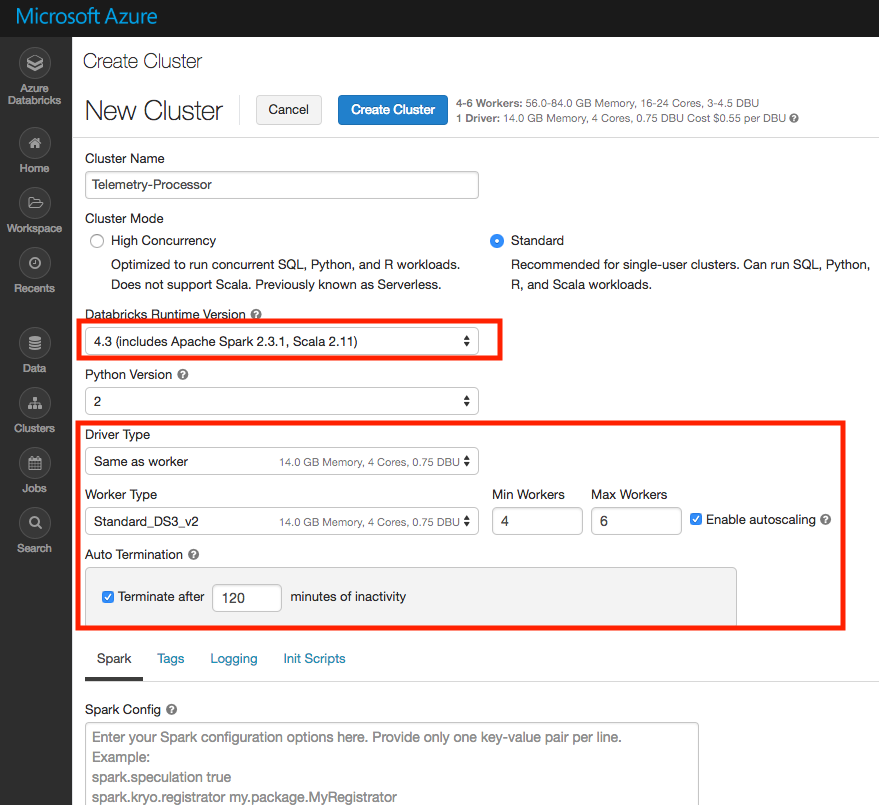 Microsoft Azure
Azure
Databricks
Home
Workspace
Recents
Data
Clusters
Jobs
Search
Create Cluster
New Cluster
Cancel
Create Cluster
4-6 Workers: 56.0-84.0 GB Memory, 16-24 Cores, 3-4.5 DBU
1 Driver: 14.0 GB Memory, 4 Cores, 0.75 DBU Cost $0.55 per DBU ?
Cluster Name
Telemetry-Processor
Cluster Mode
High Concurrency
Optimized to run concurrent SQL, Python, and R workloads.
Does not support Scala. Previously known as Serverless.
Standard
Recommended for single-user clusters. Can run SQL, Python,
R, and Scala workloads.
Databricks Runtime Version ?
4.3 (includes Apache Spark 2.3.1, Scala 2.11)
Python Version ?
2
Driver Type
Same as worker 14.0 GB Memory, 4 Cores, 0.75 DBU
Worker Type
Standard_DS3_v2 14.0 GB Memory, 4 Cores, 0.75 DBU
Min Workers
4
Max Workers
6
Enable autoscaling ?
Auto Termination ?
Terminate after 120 minutes of inactivity
Spark Tags Logging Init Scripts
Spark Config ?
Enter your Spark configuration options here. Provide only one key-value pair per line.
Example:
spark.speculation true
spark.kryo.registrator my.package.MyRegistrator